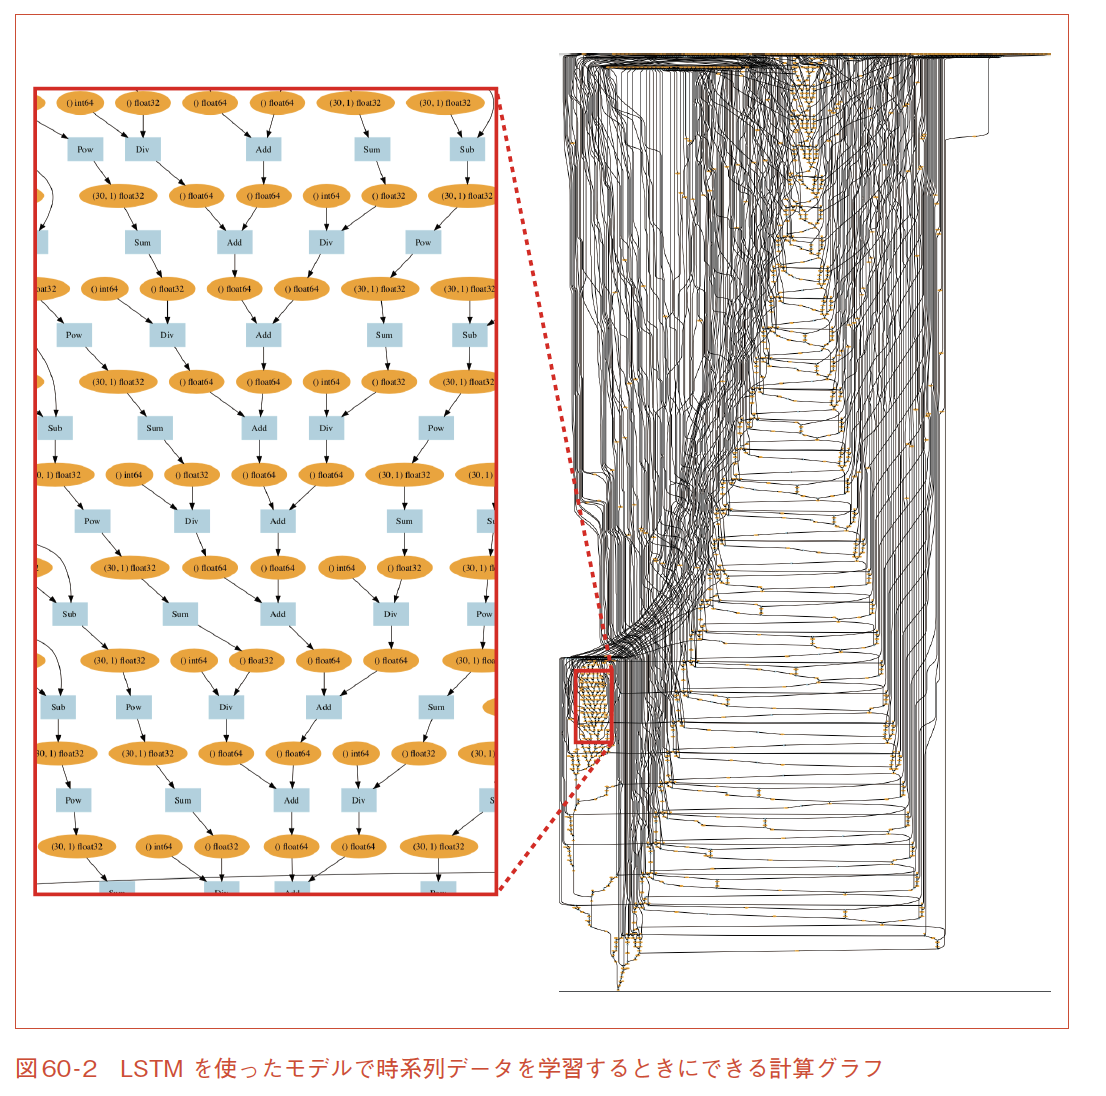 () int64 () float32 () float64 () float64 (30, 1) float32 (30, 1) float32
Pow Div Add Sum Sub
(30, 1) float32 () float64 () float64 () int64 () float32 (30, 1) float32
Sum Add Div Pow
oat32 () int64 () float32 () float64 () float64 (30, 1) float32 (30, 1) float32
Pow Div Add Sum Sub
(30, 1) float32 () float64 () float64 () int64 () float32 (30, 1) float32
Sub Sum Add Div Pow
0, 1) float32 () int64 () float32 () float64 () float64 (30, 1) float32 (30, 1)
Pow Div Add Sum
(30, 1) float32 () float64 () float64 () int64 () float32 (30, 1) fl
Sub Sum Add Div Pow
(30, 1) float32 () int64 () float32 () float64 () float64 (30, 1) floa
Sub Pow Div Add Sum
30, 1) float32 (30, 1) float32 () float64 () float64 () int64 () float32 (30, 1)
Pow Sum Add Div
(30, 1) float32 () int64 () float32 () float64 () float64 (30, 1) float32
図60-2 LSTM を使ったモデルで時系列データを学習するときにできる計算グラフ